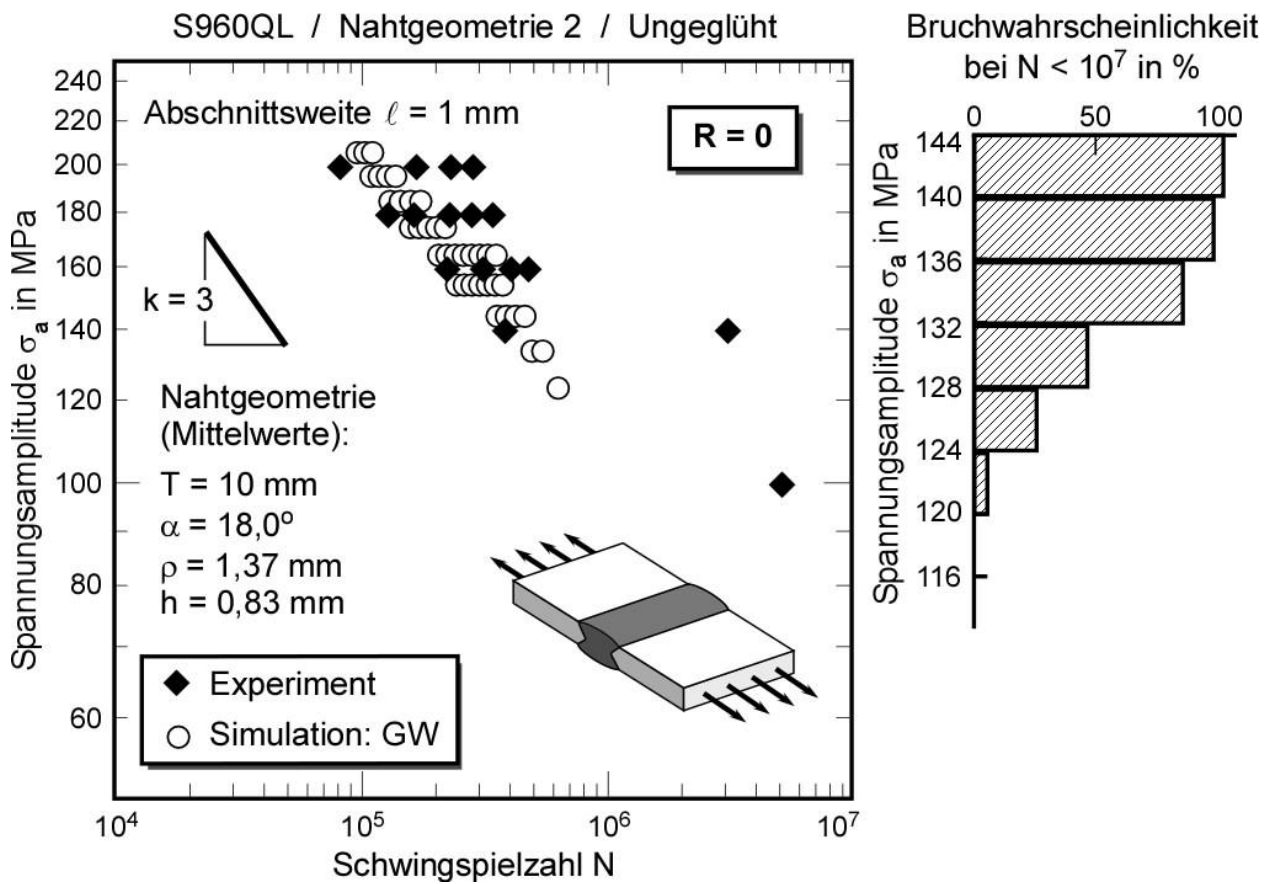 S960QL / Nahtgeometrie 2 / Ungeglüht
Spannungsamplitude σa in MPa
240
220
200
180
160
140
120
100
80
60
Abschnittsweite ℓ = 1 mm
R = 0
k = 3
Nahtgeometrie
(Mittelwerte):
T = 10 mm
α = 18,0º
ρ = 1,37 mm
h = 0,83 mm
Experiment
Simulation: GW
10⁴ 10⁵ 10⁶ 10⁷
Schwingspielzahl N
Bruchwahrscheinlichkeit
bei N < 10⁷ in %
0 50 100
Spannungsamplitude σa in MPa
144
140
136
132
128
124
120
116